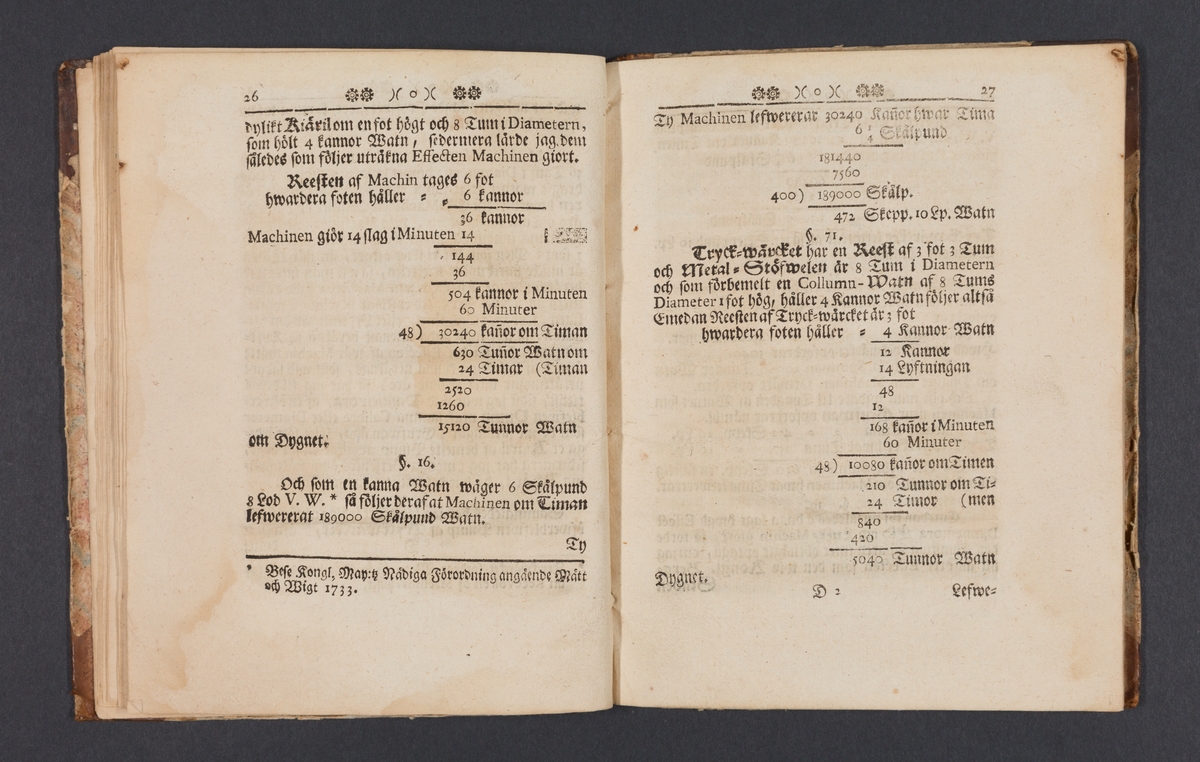 26
dylikt Kiäril om en fot högt och 8 Tum i Diametern,
som hölt 4 kannor Watn, sedermera lärde jag dem
således som följer uträkna Effecten Machinen giort.
Reesten af Machin tages 6 fot
hwardera foten håller = = 6 kannor
36 kannor
Machinen giör 14 slag i Minuten 14
144
36
504 kannor i Minuten
60 Minuter
48) 30240 kañor om Timan
630 Tuñor Watn om
24 Timar (Timan
2520
1260
15120 Tunnor Watn
om Dygnet.
§. 16.
Och som en kanna Watn wäger 6 Skålpund
8 Lod V. W. * så följer deraf at Machinen om Timan
lefwererat 189000 Skålpund Watn.
Ty
* Vese Kongl. May:tz Nådiga Förordning angående Mått
och Wigt 1733.
27
Ty Machinen lefwererar 30240 Kañor hwar Tima
6 1/4 Skålpund
181440
7560
400) 189000 Skålp.
472 Skepp. 10 Lp. Watn
§. 71.
Tryck-wärcket har en Reest af 3 fot 3 Tum
och Metal-Stöfwelen är 8 Tum i Diametern
och som förbemelt en Collumn-Watn af 8 Tums
Diameter 1 fot hög, håller 4 Kannor Watn följer altså
Emedan Reesten af Tryck-wärcket är 3 fot
hwardera foten håller = 4 Kannor Watn
12 Kannor
14 Lyftningan
48
12
168 kañor i Minuten
60 Minuter
48) 10080 kañor om Timen
210 Tunnor om Ti-
24 Timor (men
840
420
5040 Tunnor Watn
Dygnet.
D 2 Lefwe-